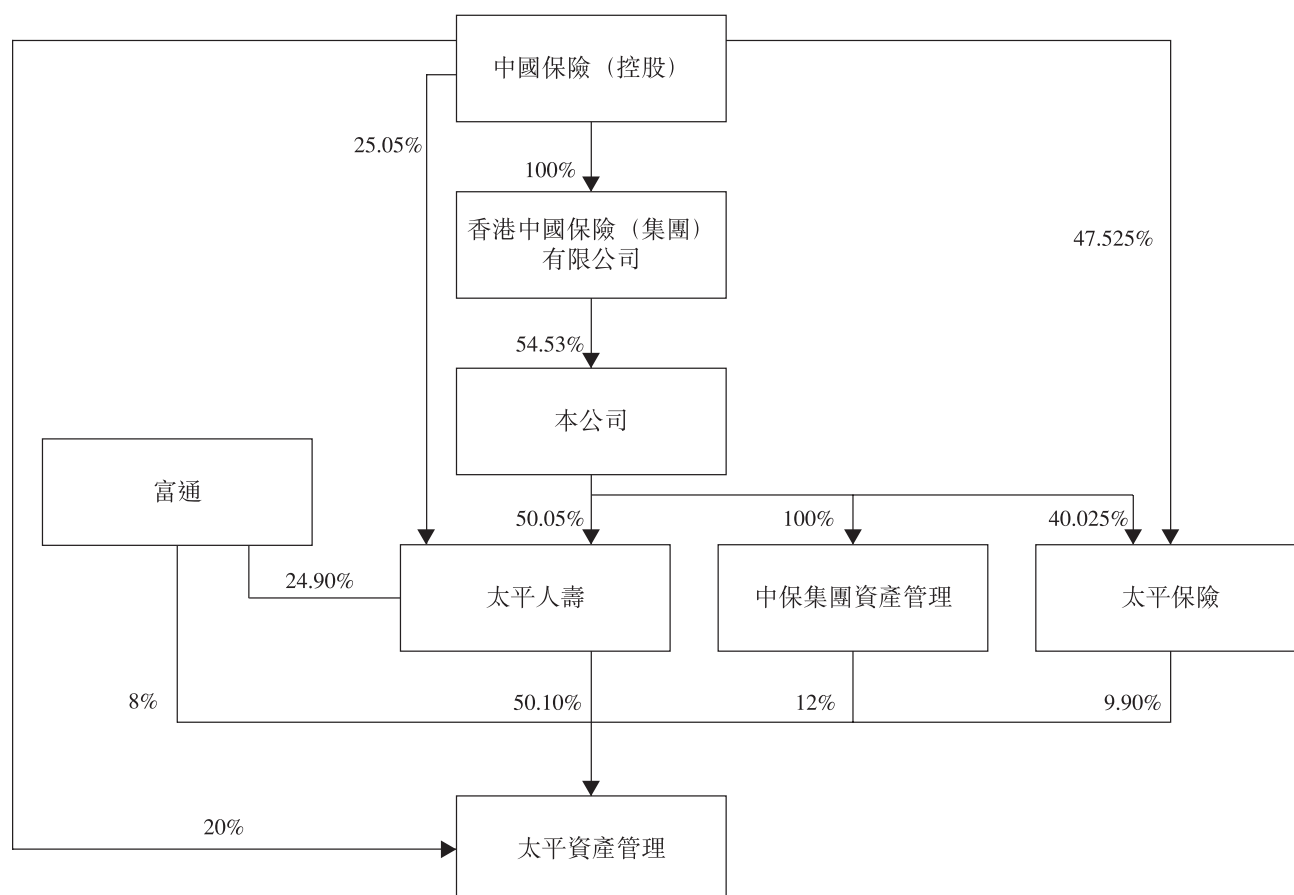 中國保險（控股）
25.05%
100%
香港中國保險（集團）
有限公司
47.525%
54.53%
本公司
富通
50.05%
100%
40.025%
24.90%
太平人壽
中保集團資產管理
太平保險
8%
50.10%
12%
9.90%
20%
太平資產管理